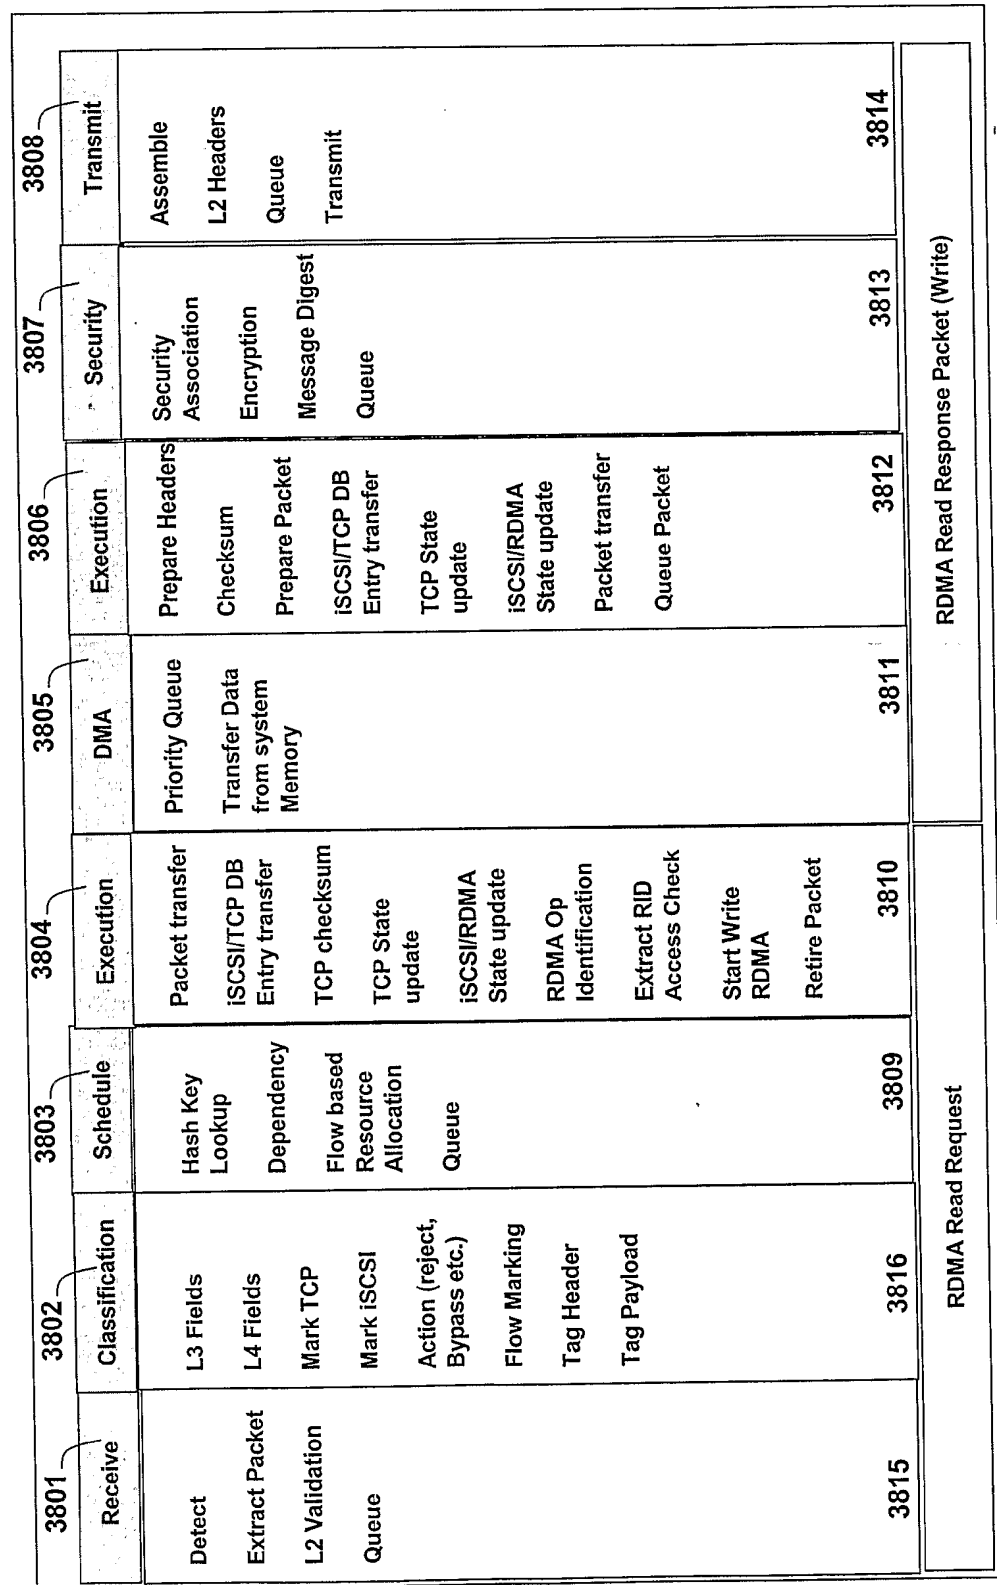 3801
3802
3803
3804
3805
3806
3807
3808
Receive
Classification
Schedule
Execution
DMA
Execution
Security
Transmit
Detect
Extract Packet
L2 Validation
Queue
3815
L3 Fields
L4 Fields
Mark TCP
Mark iSCSI
Action (reject,
Bypass etc.)
Flow Marking
Tag Header
Tag Payload
3816
Hash Key
Lookup
Dependency
Flow based
Resource
Allocation
Queue
3809
Packet transfer
iSCSI/TCP DB
Entry transfer
TCP checksum
TCP State
update
iSCSI/RDMA
State update
RDMA Op
Identification
Extract RID
Access Check
Start Write
RDMA
Retire Packet
3810
Priority Queue
Transfer Data
from system
Memory
3811
Prepare Headers
Checksum
Prepare Packet
iSCSI/TCP DB
Entry transfer
TCP State
update
iSCSI/RDMA
State update
Packet transfer
Queue Packet
3812
Security
Association
Encryption
Message Digest
Queue
3813
Assemble
L2 Headers
Queue
Transmit
3814
RDMA Read Request
RDMA Read Response Packet (Write)